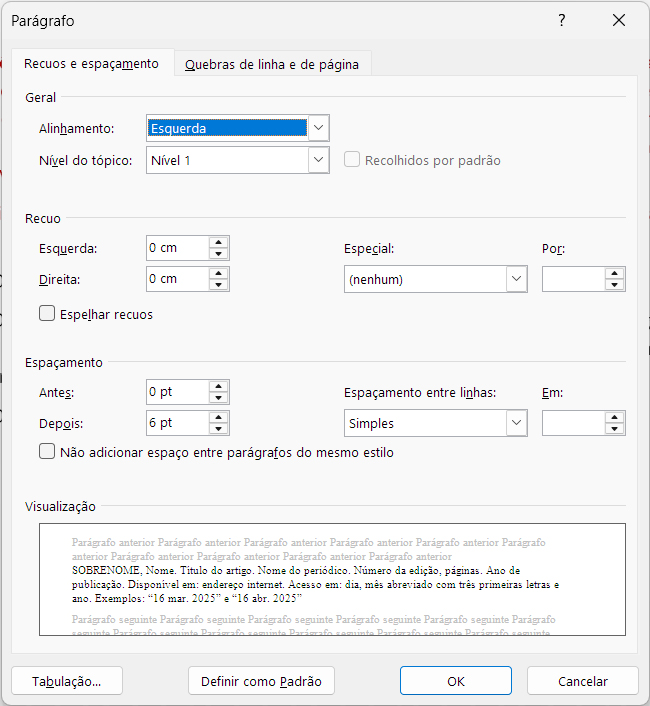 Parágrafo ?
Recuos e espaçamento Quebras de linha e de página
Geral
Alinhamento: Esquerda
Nível do tópico: Nível 1 Recolhidos por padrão
Recuo
Esquerda: 0 cm Especial: Por:
Direita: 0 cm (nenhum)
Espelhar recuos
Espaçamento
Antes: 0 pt Espaçamento entre linhas: Em:
Depois: 6 pt Simples
Não adicionar espaço entre parágrafos do mesmo estilo
Visualização
Parágrafo anterior Parágrafo anterior Parágrafo anterior Parágrafo anterior Parágrafo anterior Parágrafo
anterior Parágrafo anterior Parágrafo anterior Parágrafo anterior Parágrafo anterior
SOBRENOME, Nome. Título do artigo. Nome do periódico. Número da edição, páginas. Ano de
publicação. Disponível em: endereço internet. Acesso em: dia, mês abreviado com três primeiras letras e
ano. Exemplos: “16 mar. 2025” e “16 abr. 2025”
Parágrafo seguinte Parágrafo seguinte Parágrafo seguinte Parágrafo seguinte Parágrafo seguinte
seguinte Parágrafo seguinte Parágrafo seguinte Parágrafo seguinte Parágrafo seguinte
Tabulação... Definir como Padrão OK Cancelar